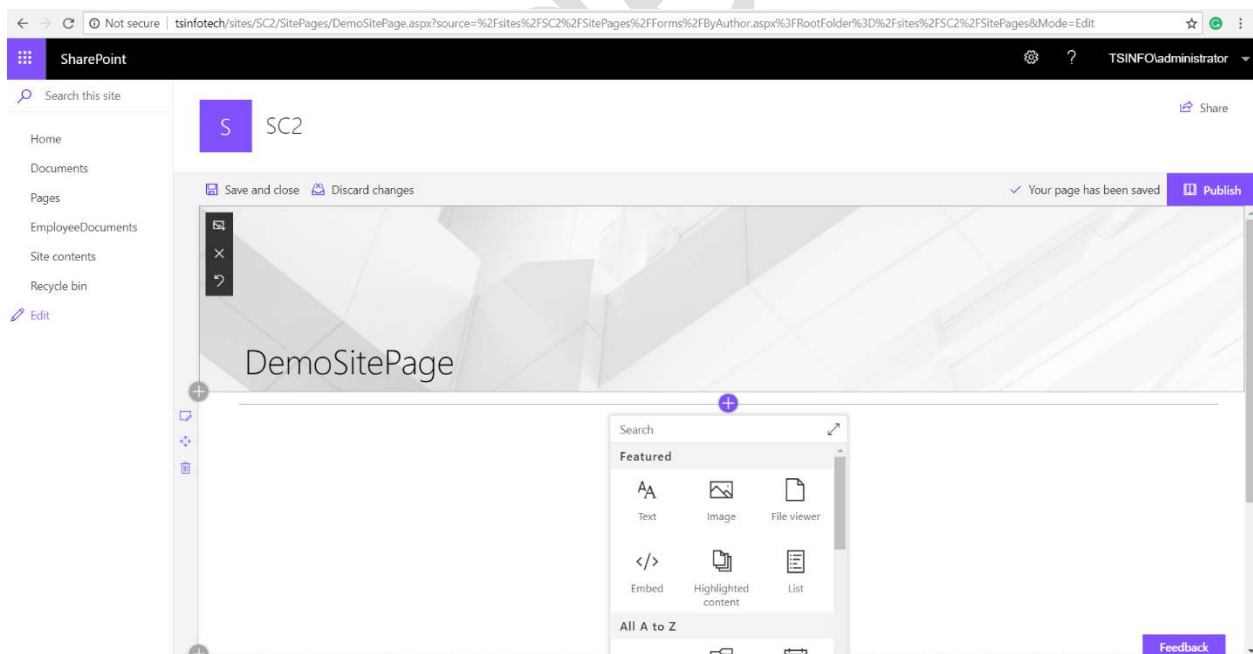 Not secure | tsinfotech/sites/SC2/SitePages/DemoSitePage.aspx?source=%2Fsites%2FSC2%2FSitePages%2FForms%2FByAuthor.aspx%3FRootFolder%3D%2Fsites%2FSC2%2FSitePages&Mode=Edit
SharePoint
? TSINFO\administrator
Search this site
Share
S SC2
Home
Documents
Pages
EmployeeDocuments
Site contents
Recycle bin
Edit
Save and close Discard changes Your page has been saved Publish
DemoSitePage
Search
Featured
Text Image File viewer
Embed Highlighted content List
All A to Z
Feedback